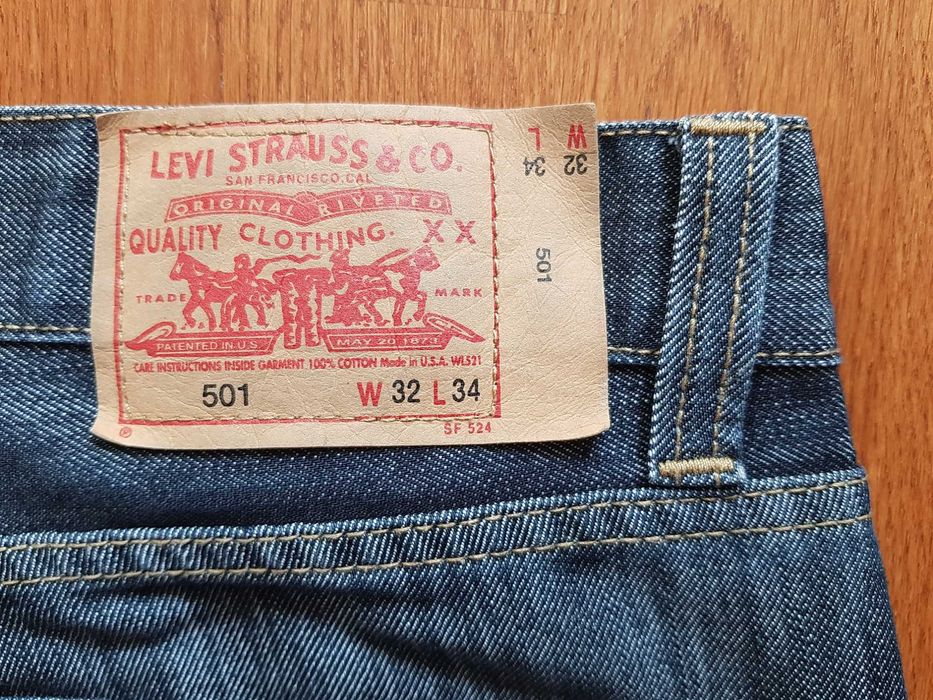 LEVI STRAUSS & CO.
SAN FRANCISCO, CAL
ORIGINAL RIVETED
QUALITY CLOTHING. XX
TRADE MARK
PATENTED IN U.S. MAY 20 1873
CARE INSTRUCTIONS INSIDE GARMENT 100% COTTON Made in U.S.A. WL521
501 W 32 L 34
® SF 524
W 32
L 34
501